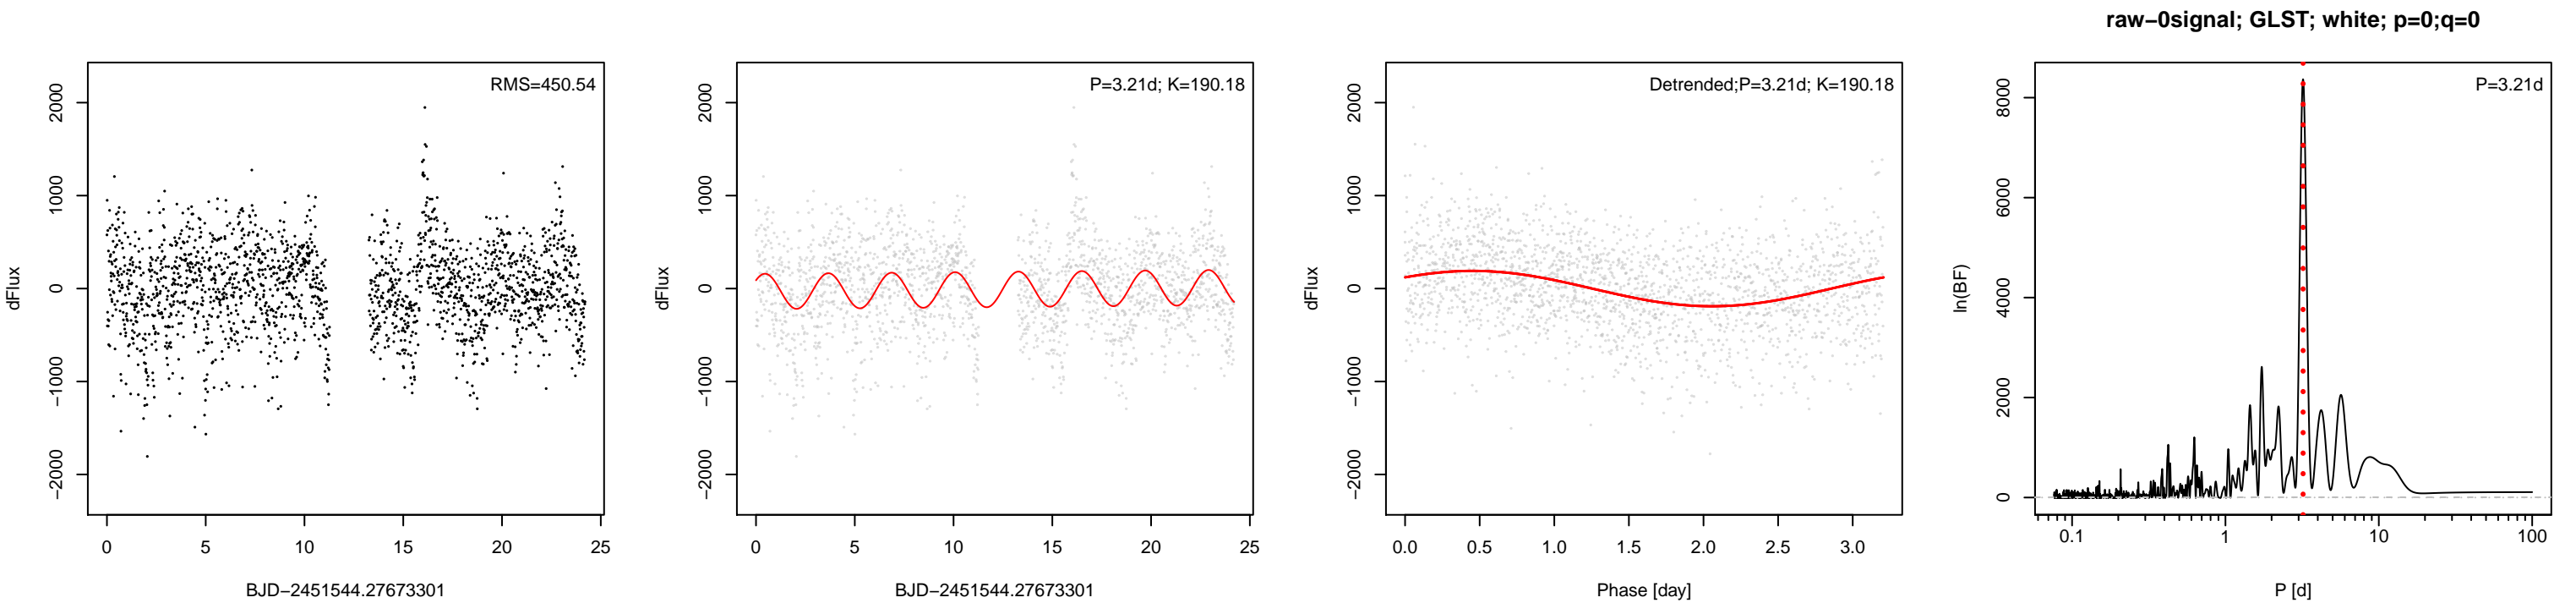 raw−0signal; GLST; white; p=0;q=0
RMS=450.54
dFlux
2000
1000
0
−1000
−2000
0 5 10 15 20 25
BJD−2451544.27673301
P=3.21d; K=190.18
dFlux
2000
1000
0
−1000
−2000
0 5 10 15 20 25
BJD−2451544.27673301
Detrended;P=3.21d; K=190.18
dFlux
2000
1000
0
−1000
−2000
0.0 0.5 1.0 1.5 2.0 2.5 3.0
Phase [day]
P=3.21d
ln(BF)
8000
6000
4000
2000
0
0.1 1 10 100
P [d]